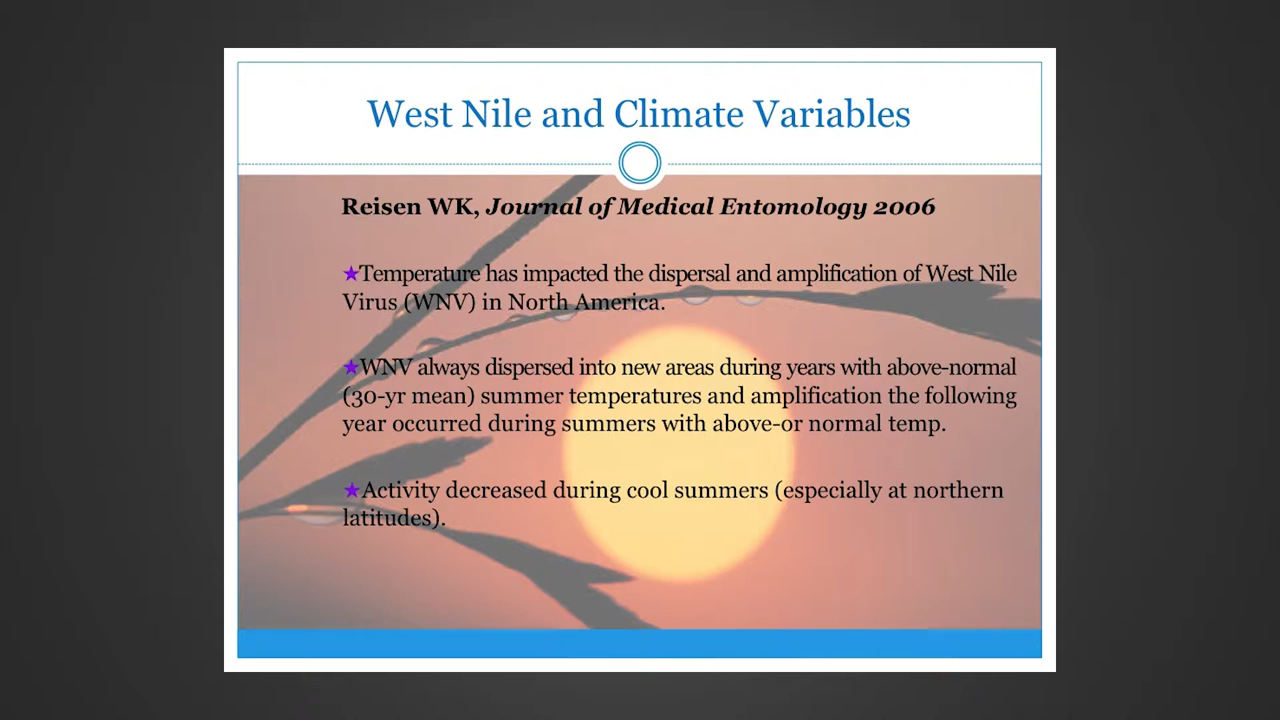 West Nile and Climate Variables
Reisen WK, Journal of Medical Entomology 2006
★Temperature has impacted the dispersal and amplification of West Nile
Virus (WNV) in North America.
★WNV always dispersed into new areas during years with above-normal
(30-yr mean) summer temperatures and amplification the following
year occurred during summers with above-or normal temp.
★Activity decreased during cool summers (especially at northern
latitudes).